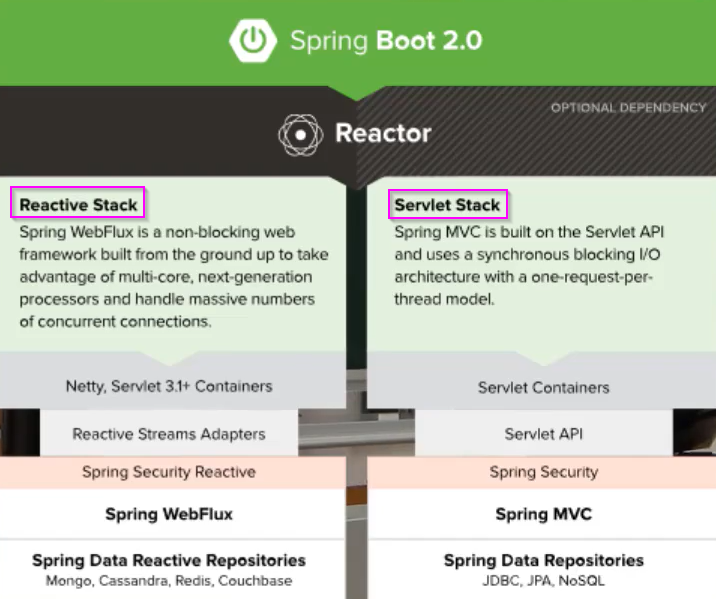 Spring Boot 2.0
OPTIONAL DEPENDENCY
Reactor
Reactive Stack
Spring WebFlux is a non-blocking web
framework built from the ground up to take
advantage of multi-core, next-generation
processors and handle massive numbers
of concurrent connections.
Netty, Servlet 3.1+ Containers
Reactive Streams Adapters
Spring Security Reactive
Spring WebFlux
Spring Data Reactive Repositories
Mongo, Cassandra, Redis, Couchbase
Servlet Stack
Spring MVC is built on the Servlet API
and uses a synchronous blocking I/O
architecture with a one-request-per-
thread model.
Servlet Containers
Servlet API
Spring Security
Spring MVC
Spring Data Repositories
JDBC, JPA, NoSQL